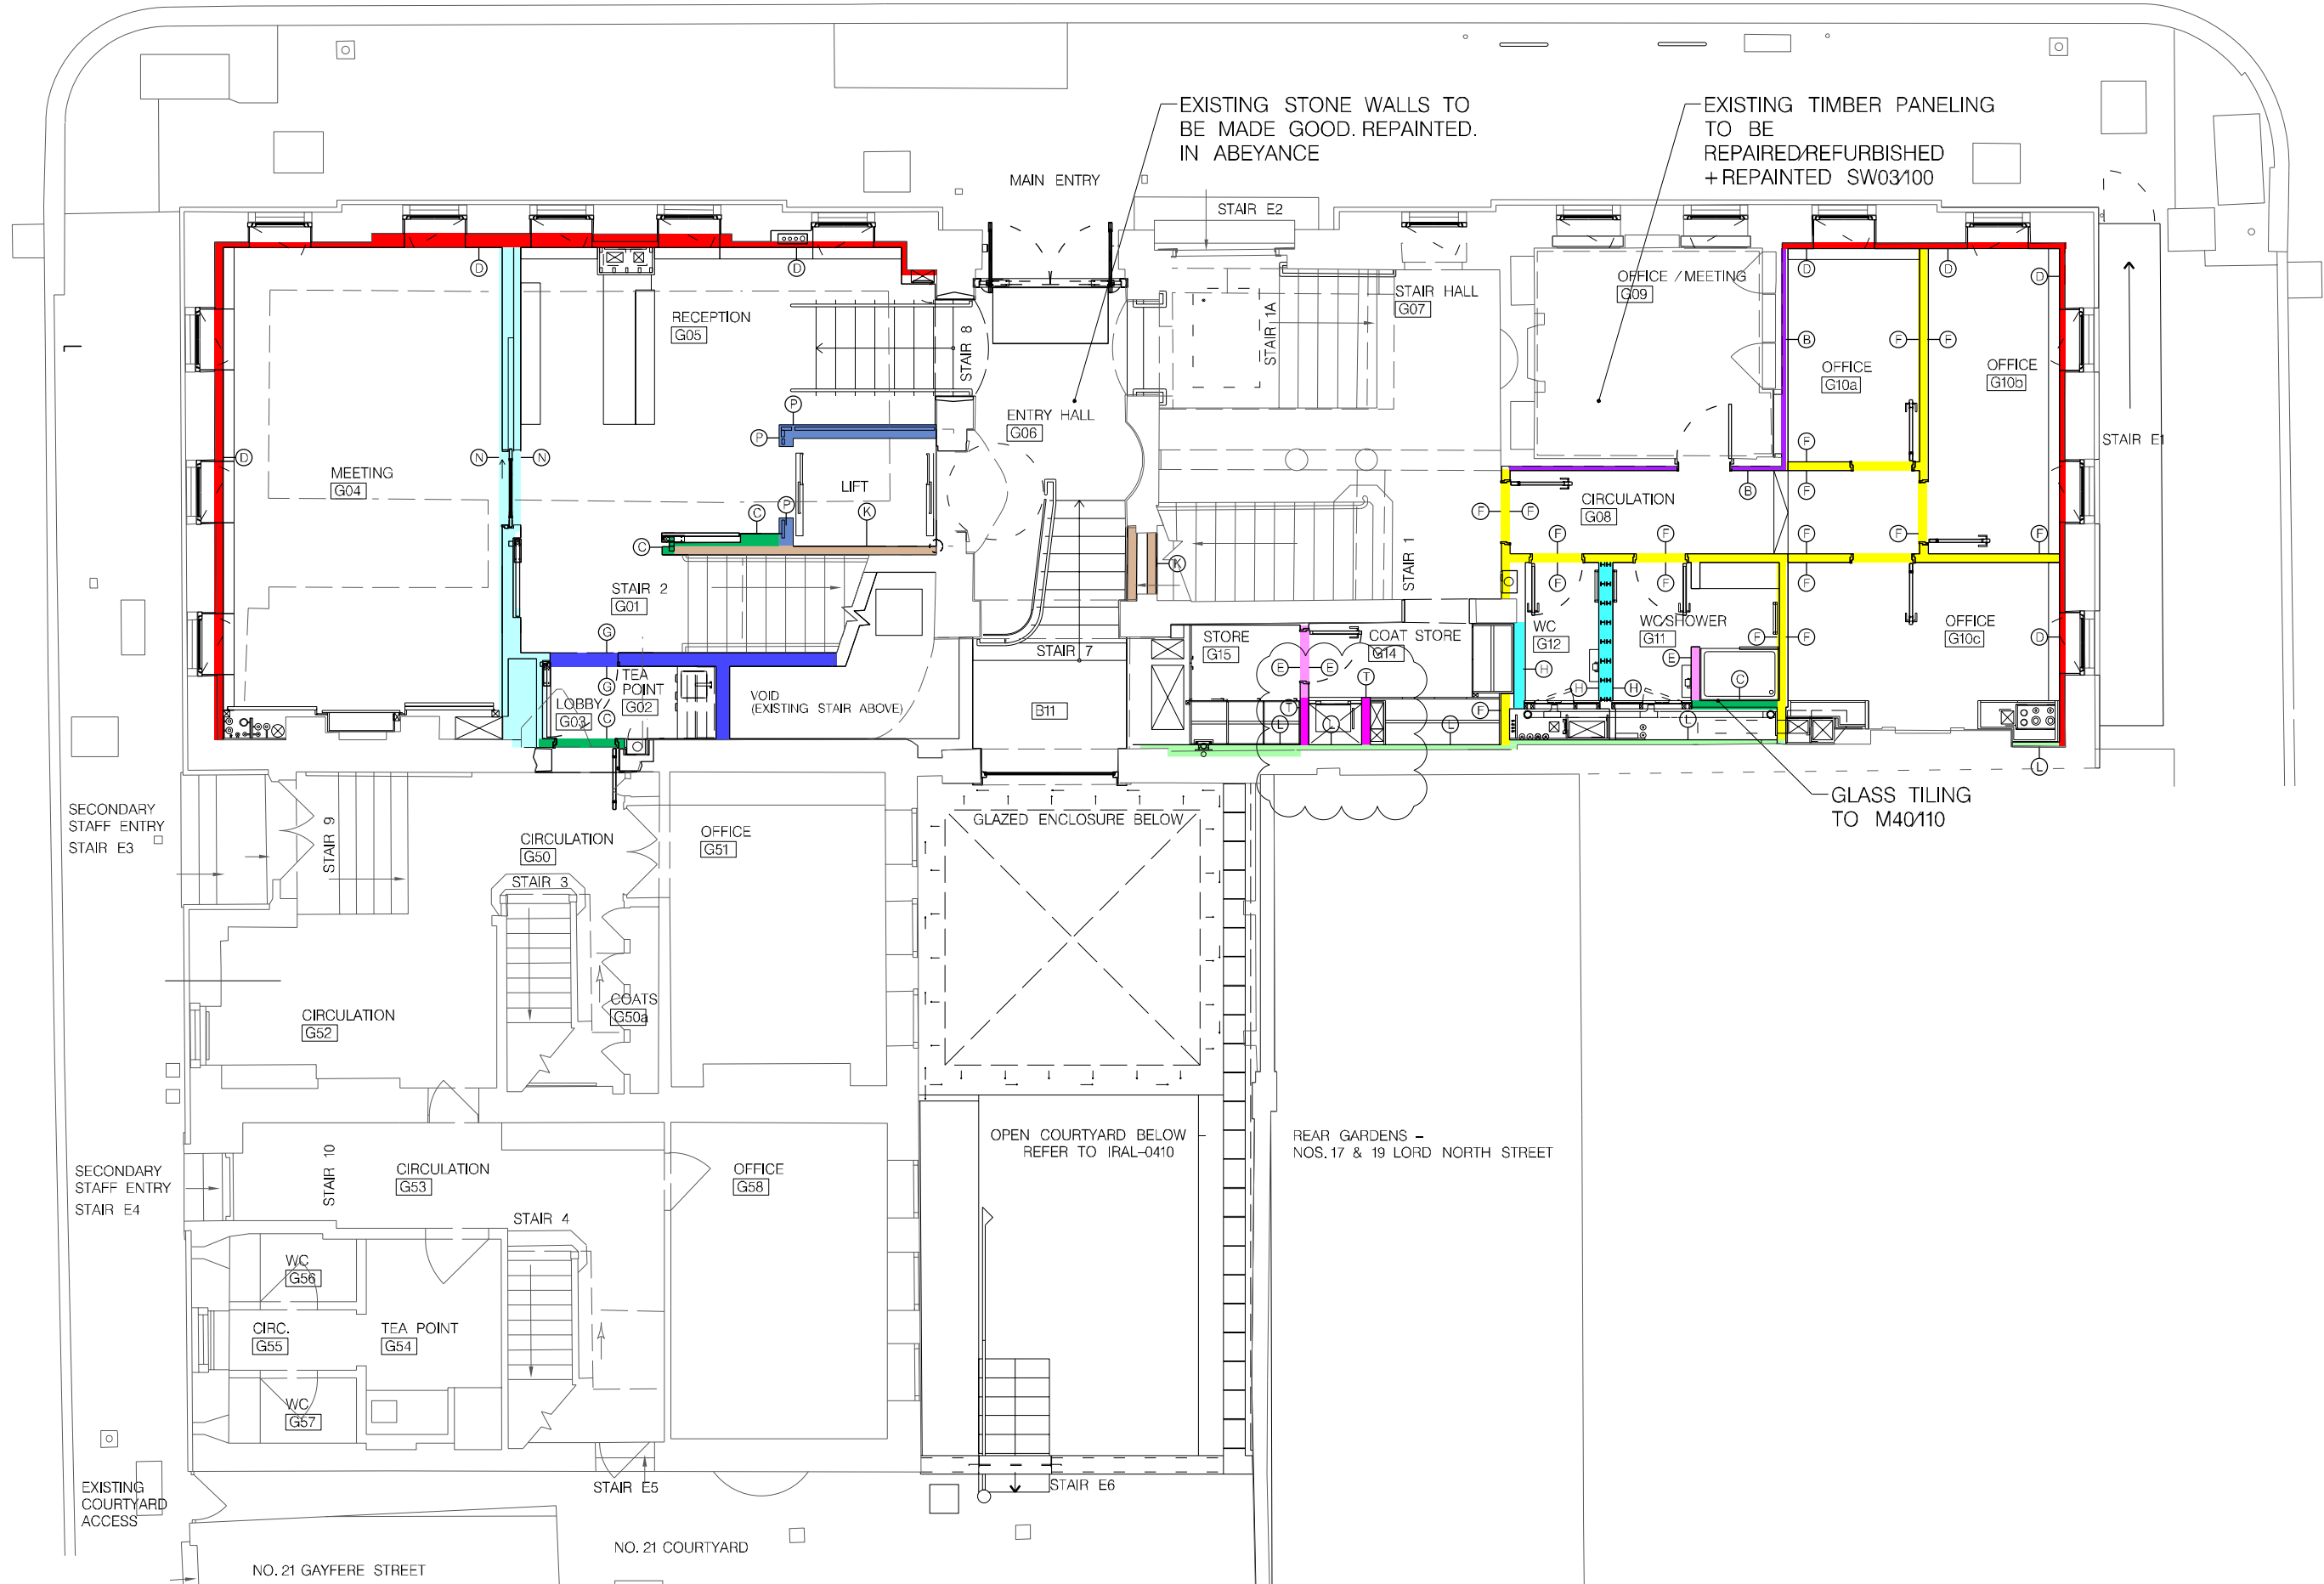 EXISTING STONE WALLS TO
BE MADE GOOD. REPAINTED.
IN ABEYANCE
EXISTING TIMBER PANELING
TO BE
REPAIRED/REFURBISHED
+REPAINTED SW03/100
MAIN ENTRY
STAIR E2
D
D
RECEPTION
G05
STAIR 8
STAIR 1A
STAIR HALL
G07
OFFICE / MEETING
G09
D
D
D
B
F
F
OFFICE
G10a
OFFICE
G10b
STAIR E1
P
P
ENTRY HALL
G06
D
MEETING
G04
N
N
LIFT
P
C
K
C
F
F
F
F
F
F
B
CIRCULATION
G08
F
F
F
F
F
F
F
K
STAIR 1
STAIR 2
G01
G
G
TEA
POINT
G02
LOBBY
G03
C
VOID
(EXISTING STAIR ABOVE)
STAIR 7
B11
STORE
G15
COAT STORE
G14
E
E
T
T
L
L
L
F
WC
G12
H
H
H
WC/SHOWER
G11
E
C
F
F
L
OFFICE
G10c
D
L
GLASS TILING
TO M40/110
SECONDARY
STAFF ENTRY
STAIR E3
STAIR 9
CIRCULATION
G50
STAIR 3
OFFICE
G51
GLAZED ENCLOSURE BELOW
COATS
G50a
CIRCULATION
G52
OPEN COURTYARD BELOW -
REFER TO IRAL-0410
REAR GARDENS -
NOS. 17 & 19 LORD NORTH STREET
SECONDARY
STAFF ENTRY
STAIR E4
STAIR 10
CIRCULATION
G53
STAIR 4
OFFICE
G58
WC
G56
CIRC.
G55
TEA POINT
G54
WC
G57
EXISTING
COURTYARD
ACCESS
STAIR E5
STAIR E6
NO. 21 COURTYARD
NO. 21 GAYFERE STREET